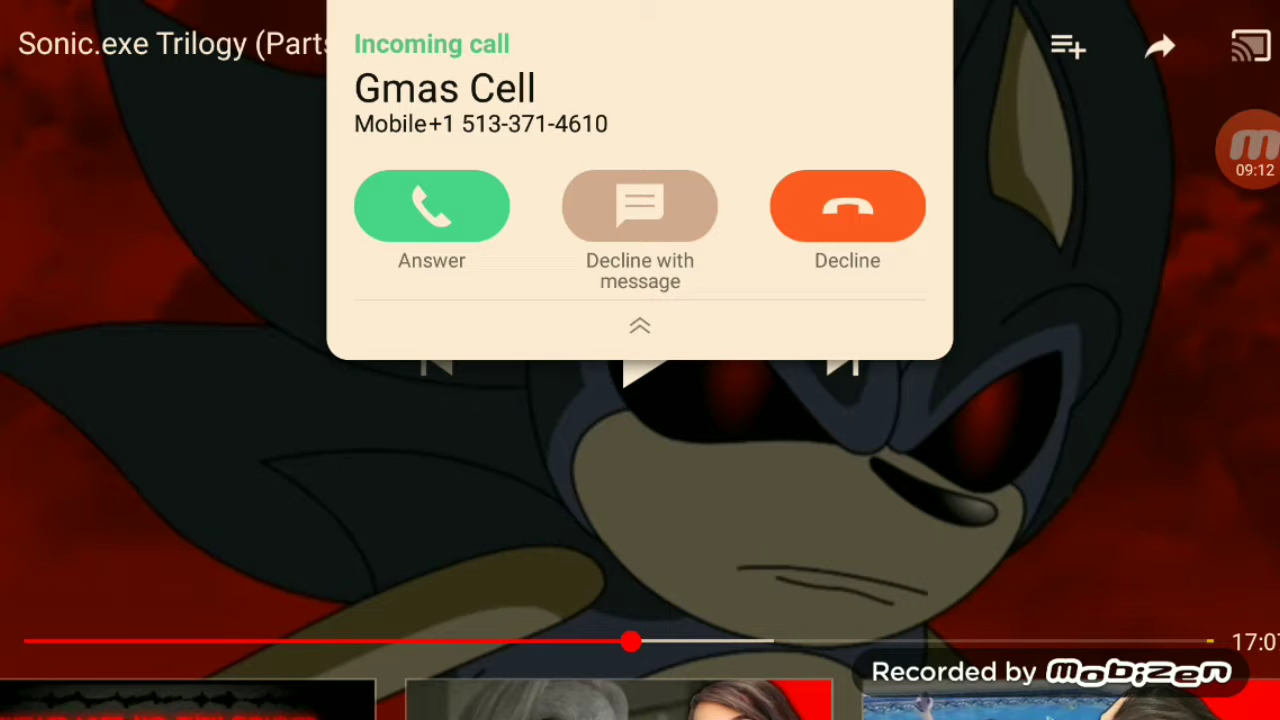 Sonic.exe Trilogy (Parts
Incoming call
Gmas Cell
Mobile+1 513-371-4610
Answer
Decline with
message
Decline
09:12
17:07
Recorded by mobizen